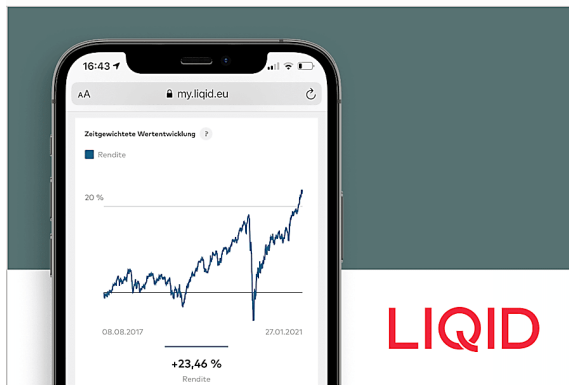 16:43
AA
my.liqid.eu
Zeitgewichtete Wertentwicklung ?
Rendite
20 %
08.08.2017
27.01.2021
+23,46 %
Rendite
LIQID